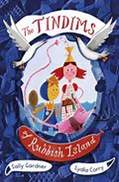 THE
TINDIMS
of Rubbish Island
Sally Gardner
Lydia Corry